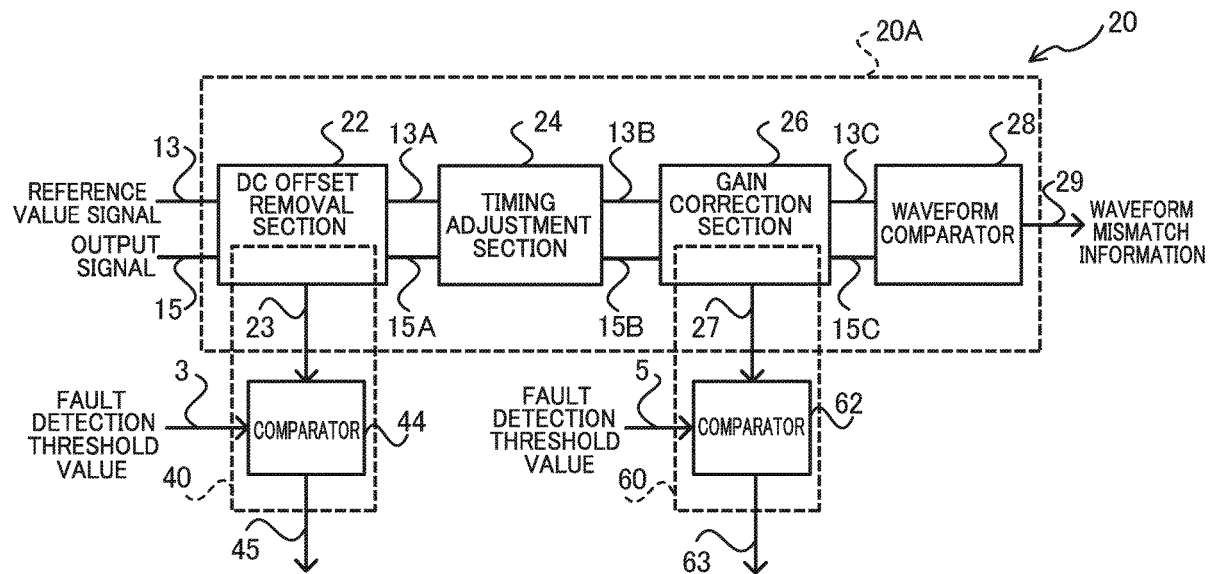 20A
20
22
24
26
28
13
13A
13B
13C
29
REFERENCE
VALUE SIGNAL
DC OFFSET
REMOVAL
SECTION
TIMING
ADJUSTMENT
SECTION
GAIN
CORRECTION
SECTION
WAVEFORM
COMPARATOR
WAVEFORM
MISMATCH
INFORMATION
OUTPUT
SIGNAL
15
23
15A
15B
27
15C
3
FAULT
DETECTION
THRESHOLD
VALUE
COMPARATOR
44
40
45
5
FAULT
DETECTION
THRESHOLD
VALUE
COMPARATOR
62
60
63